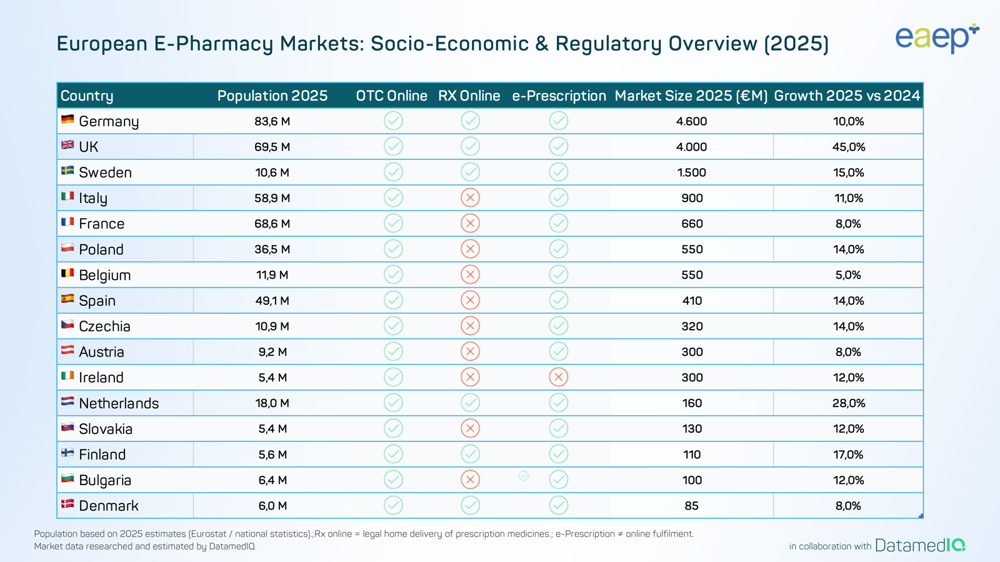 European E-Pharmacy Markets: Socio-Economic & Regulatory Overview (2025)
eaep
Country Population 2025 OTC Online RX Online e-Prescription Market Size 2025 (€M) Growth 2025 vs 2024
Germany 83,6 M 4.600 10,0%
UK 69,5 M 4.000 45,0%
Sweden 10,6 M 1.500 15,0%
Italy 58,9 M 900 11,0%
France 68,6 M 660 8,0%
Poland 36,5 M 550 14,0%
Belgium 11,9 M 550 5,0%
Spain 49,1 M 410 14,0%
Czechia 10,9 M 320 14,0%
Austria 9,2 M 300 8,0%
Ireland 5,4 M 300 12,0%
Netherlands 18,0 M 160 28,0%
Slovakia 5,4 M 130 12,0%
Finland 5,6 M 110 17,0%
Bulgaria 6,4 M 100 12,0%
Denmark 6,0 M 85 8,0%
Population based on 2025 estimates (Eurostat / national statistics).;Rx online = legal home delivery of prescription medicines.; e-Prescription ≠ online fulfilment.
Market data researched and estimated by DatamedIQ.
in collaboration with DatamedIQ